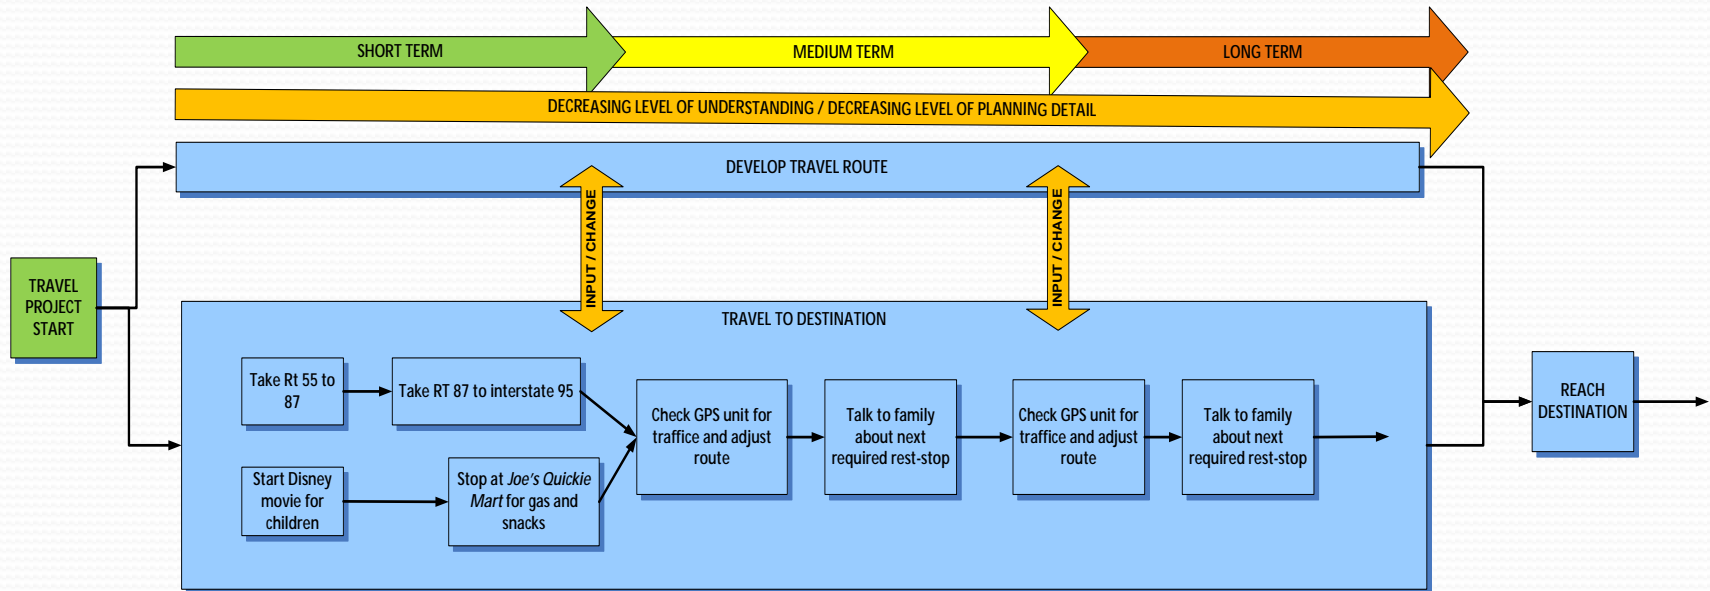 SHORT TERM
MEDIUM TERM
LONG TERM
DECREASING LEVEL OF UNDERSTANDING / DECREASING LEVEL OF PLANNING DETAIL
DEVELOP TRAVEL ROUTE
INPUT / CHANGE
INPUT / CHANGE
TRAVEL
PROJECT
START
TRAVEL TO DESTINATION
Take Rt 55 to
87
Take RT 87 to interstate 95
Start Disney
movie for
children
Stop at Joe's Quickie
Mart for gas and
snacks
Check GPS unit for
traffice and adjust
route
Talk to family
about next
required rest-stop
Check GPS unit for
traffice and adjust
route
Talk to family
about next
required rest-stop
REACH
DESTINATION